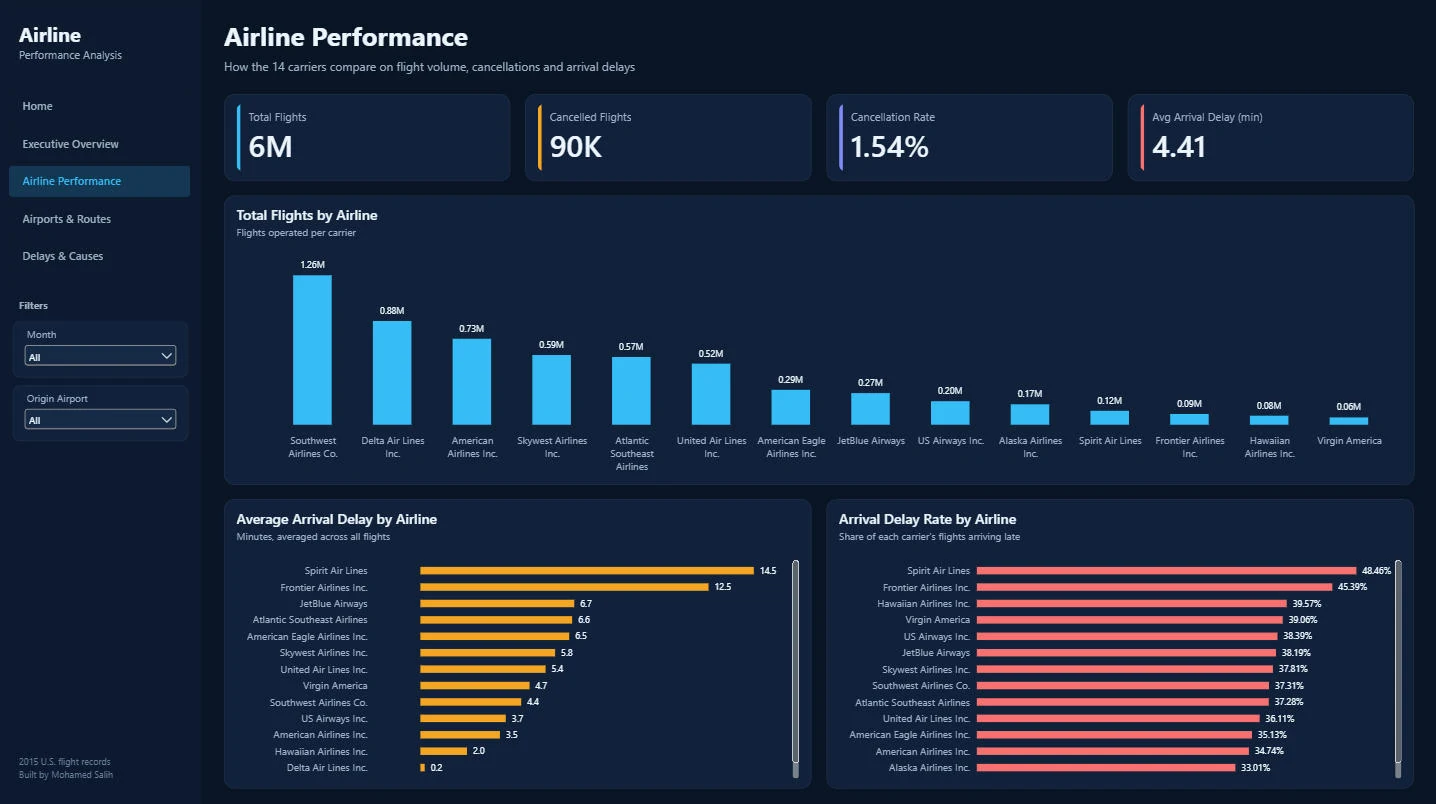 Airline
Performance Analysis
Home
Executive Overview
Airline Performance
Airports & Routes
Delays & Causes
Filters
Month
All
Origin Airport
All
2015 U.S. flight records
Built by Mohamed Salih
Airline Performance
How the 14 carriers compare on flight volume, cancellations and arrival delays
Total Flights
6M
Cancelled Flights
90K
Cancellation Rate
1.54%
Avg Arrival Delay (min)
4.41
Total Flights by Airline
Flights operated per carrier
1.26M
0.88M
0.73M
0.59M
0.57M
0.52M
0.29M
0.27M
0.20M
0.17M
0.12M
0.09M
0.08M
0.06M
Southwest
Airlines Co.
Delta Air Lines
Inc.
American
Airlines Inc.
Skywest Airlines
Inc.
Atlantic
Southeast
Airlines
United Air Lines
Inc.
American Eagle
Airlines Inc.
JetBlue Airways
US Airways Inc.
Alaska Airlines
Inc.
Spirit Air Lines
Frontier Airlines
Inc.
Hawaiian
Airlines Inc.
Virgin America
Average Arrival Delay by Airline
Minutes, averaged across all flights
Spirit Air Lines 14.5
Frontier Airlines Inc. 12.5
JetBlue Airways 6.7
Atlantic Southeast Airlines 6.6
American Eagle Airlines Inc. 6.5
Skywest Airlines Inc. 5.8
United Air Lines Inc. 5.4
Virgin America 4.7
Southwest Airlines Co. 4.4
US Airways Inc. 3.7
American Airlines Inc. 3.5
Hawaiian Airlines Inc. 2.0
Delta Air Lines Inc. 0.2
Arrival Delay Rate by Airline
Share of each carrier's flights arriving late
Spirit Air Lines 48.46%
Frontier Airlines Inc. 45.39%
Hawaiian Airlines Inc. 39.57%
Virgin America 39.06%
US Airways Inc. 38.39%
JetBlue Airways 38.19%
Skywest Airlines Inc. 37.81%
Southwest Airlines Co. 37.31%
Atlantic Southeast Airlines 37.28%
United Air Lines Inc. 36.11%
American Eagle Airlines Inc. 35.13%
American Airlines Inc. 34.74%
Alaska Airlines Inc. 33.01%